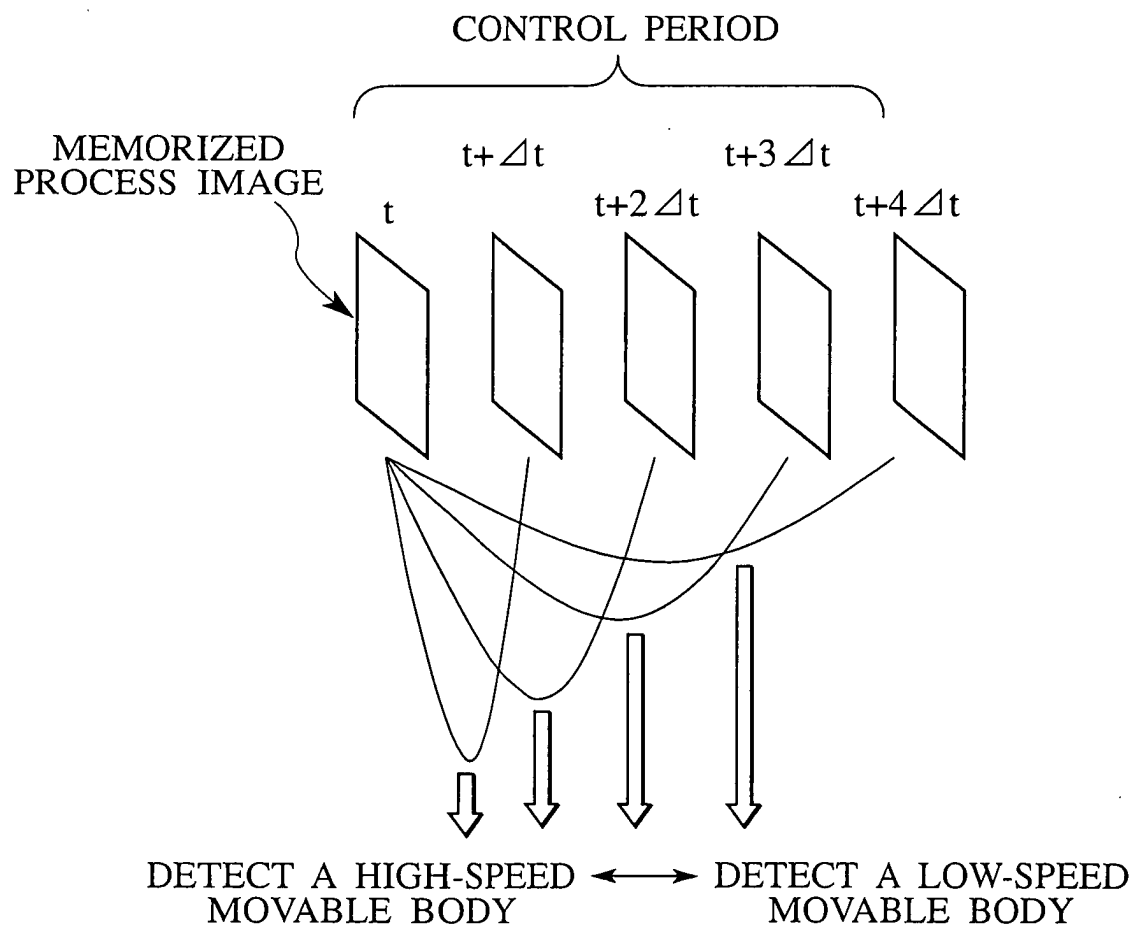 CONTROL PERIOD
MEMORIZED
PROCESS IMAGE
t
t+⊿t
t+2⊿t
t+3⊿t
t+4⊿t
DETECT A HIGH-SPEED
MOVABLE BODY
DETECT A LOW-SPEED
MOVABLE BODY